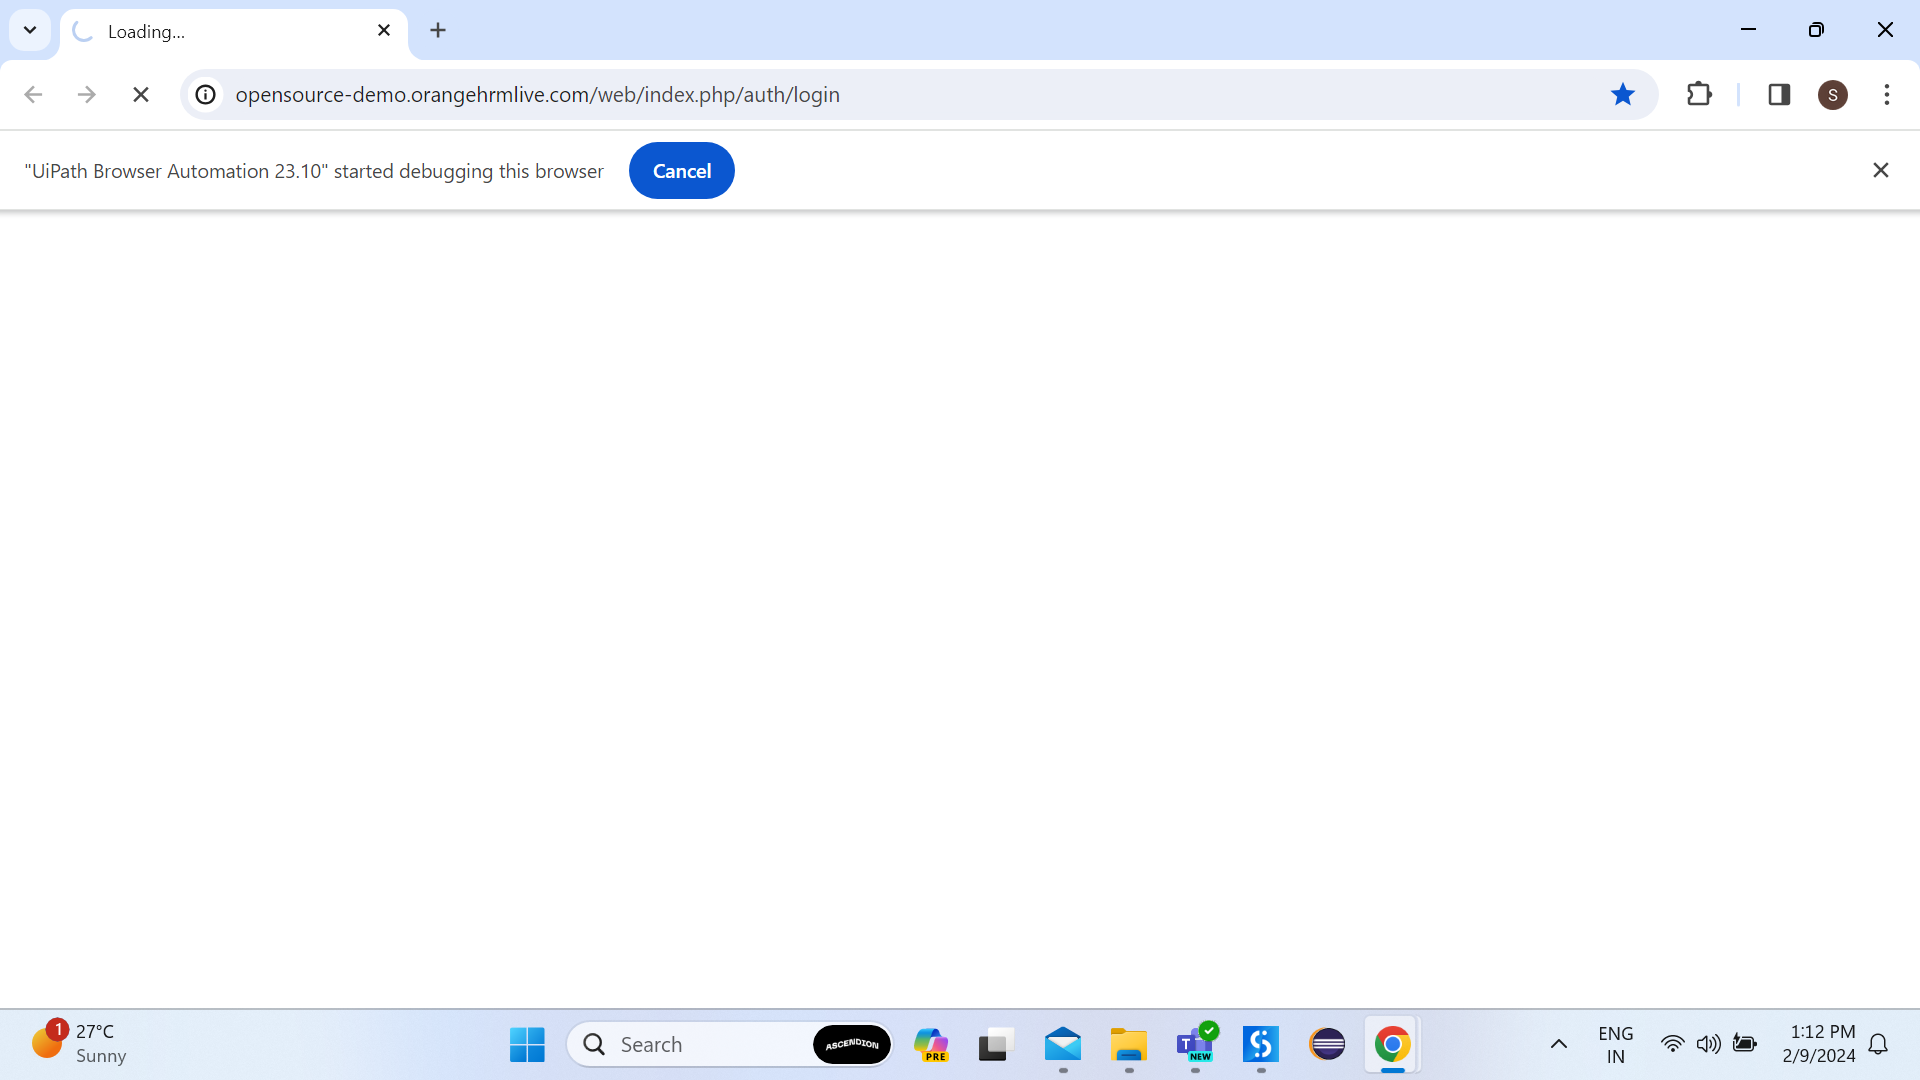 Loading...
opensource-demo.orangehrmlive.com/web/index.php/auth/login
S
"UiPath Browser Automation 23.10" started debugging this browser
Cancel
1
27°C
Sunny
Search
ASCENDION
PRE
T
NEW
ENG
IN
1:12 PM
2/9/2024